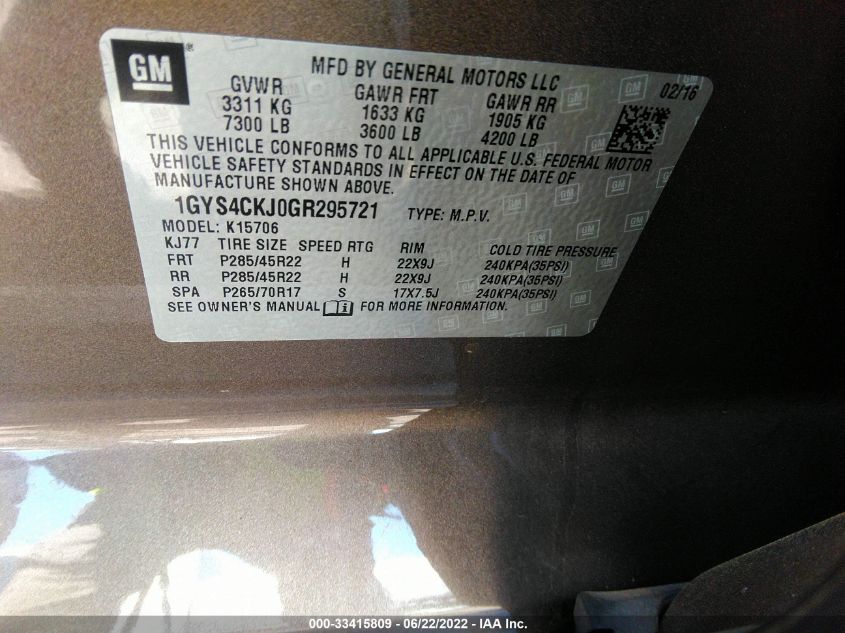 GM ®
MFD BY GENERAL MOTORS LLC 02/16
GVWR GAWR FRT GAWR RR
3311 KG 1633 KG 1905 KG
7300 LB 3600 LB 4200 LB
THIS VEHICLE CONFORMS TO ALL APPLICABLE U.S. FEDERAL MOTOR
VEHICLE SAFETY STANDARDS IN EFFECT ON THE DATE OF
MANUFACTURE SHOWN ABOVE.
1GYS4CKJ0GR295721 TYPE: M.P.V.
MODEL: K15706
KJ77 TIRE SIZE SPEED RTG RIM COLD TIRE PRESSURE
FRT P285/45R22 H 22X9J 240KPA(35PSI)
RR P285/45R22 H 22X9J 240KPA(35PSI)
SPA P265/70R17 S 17X7.5J 240KPA(35PSI)
SEE OWNER'S MANUAL i FOR MORE INFORMATION.
000-33415809 - 06/22/2022 - IAA Inc.